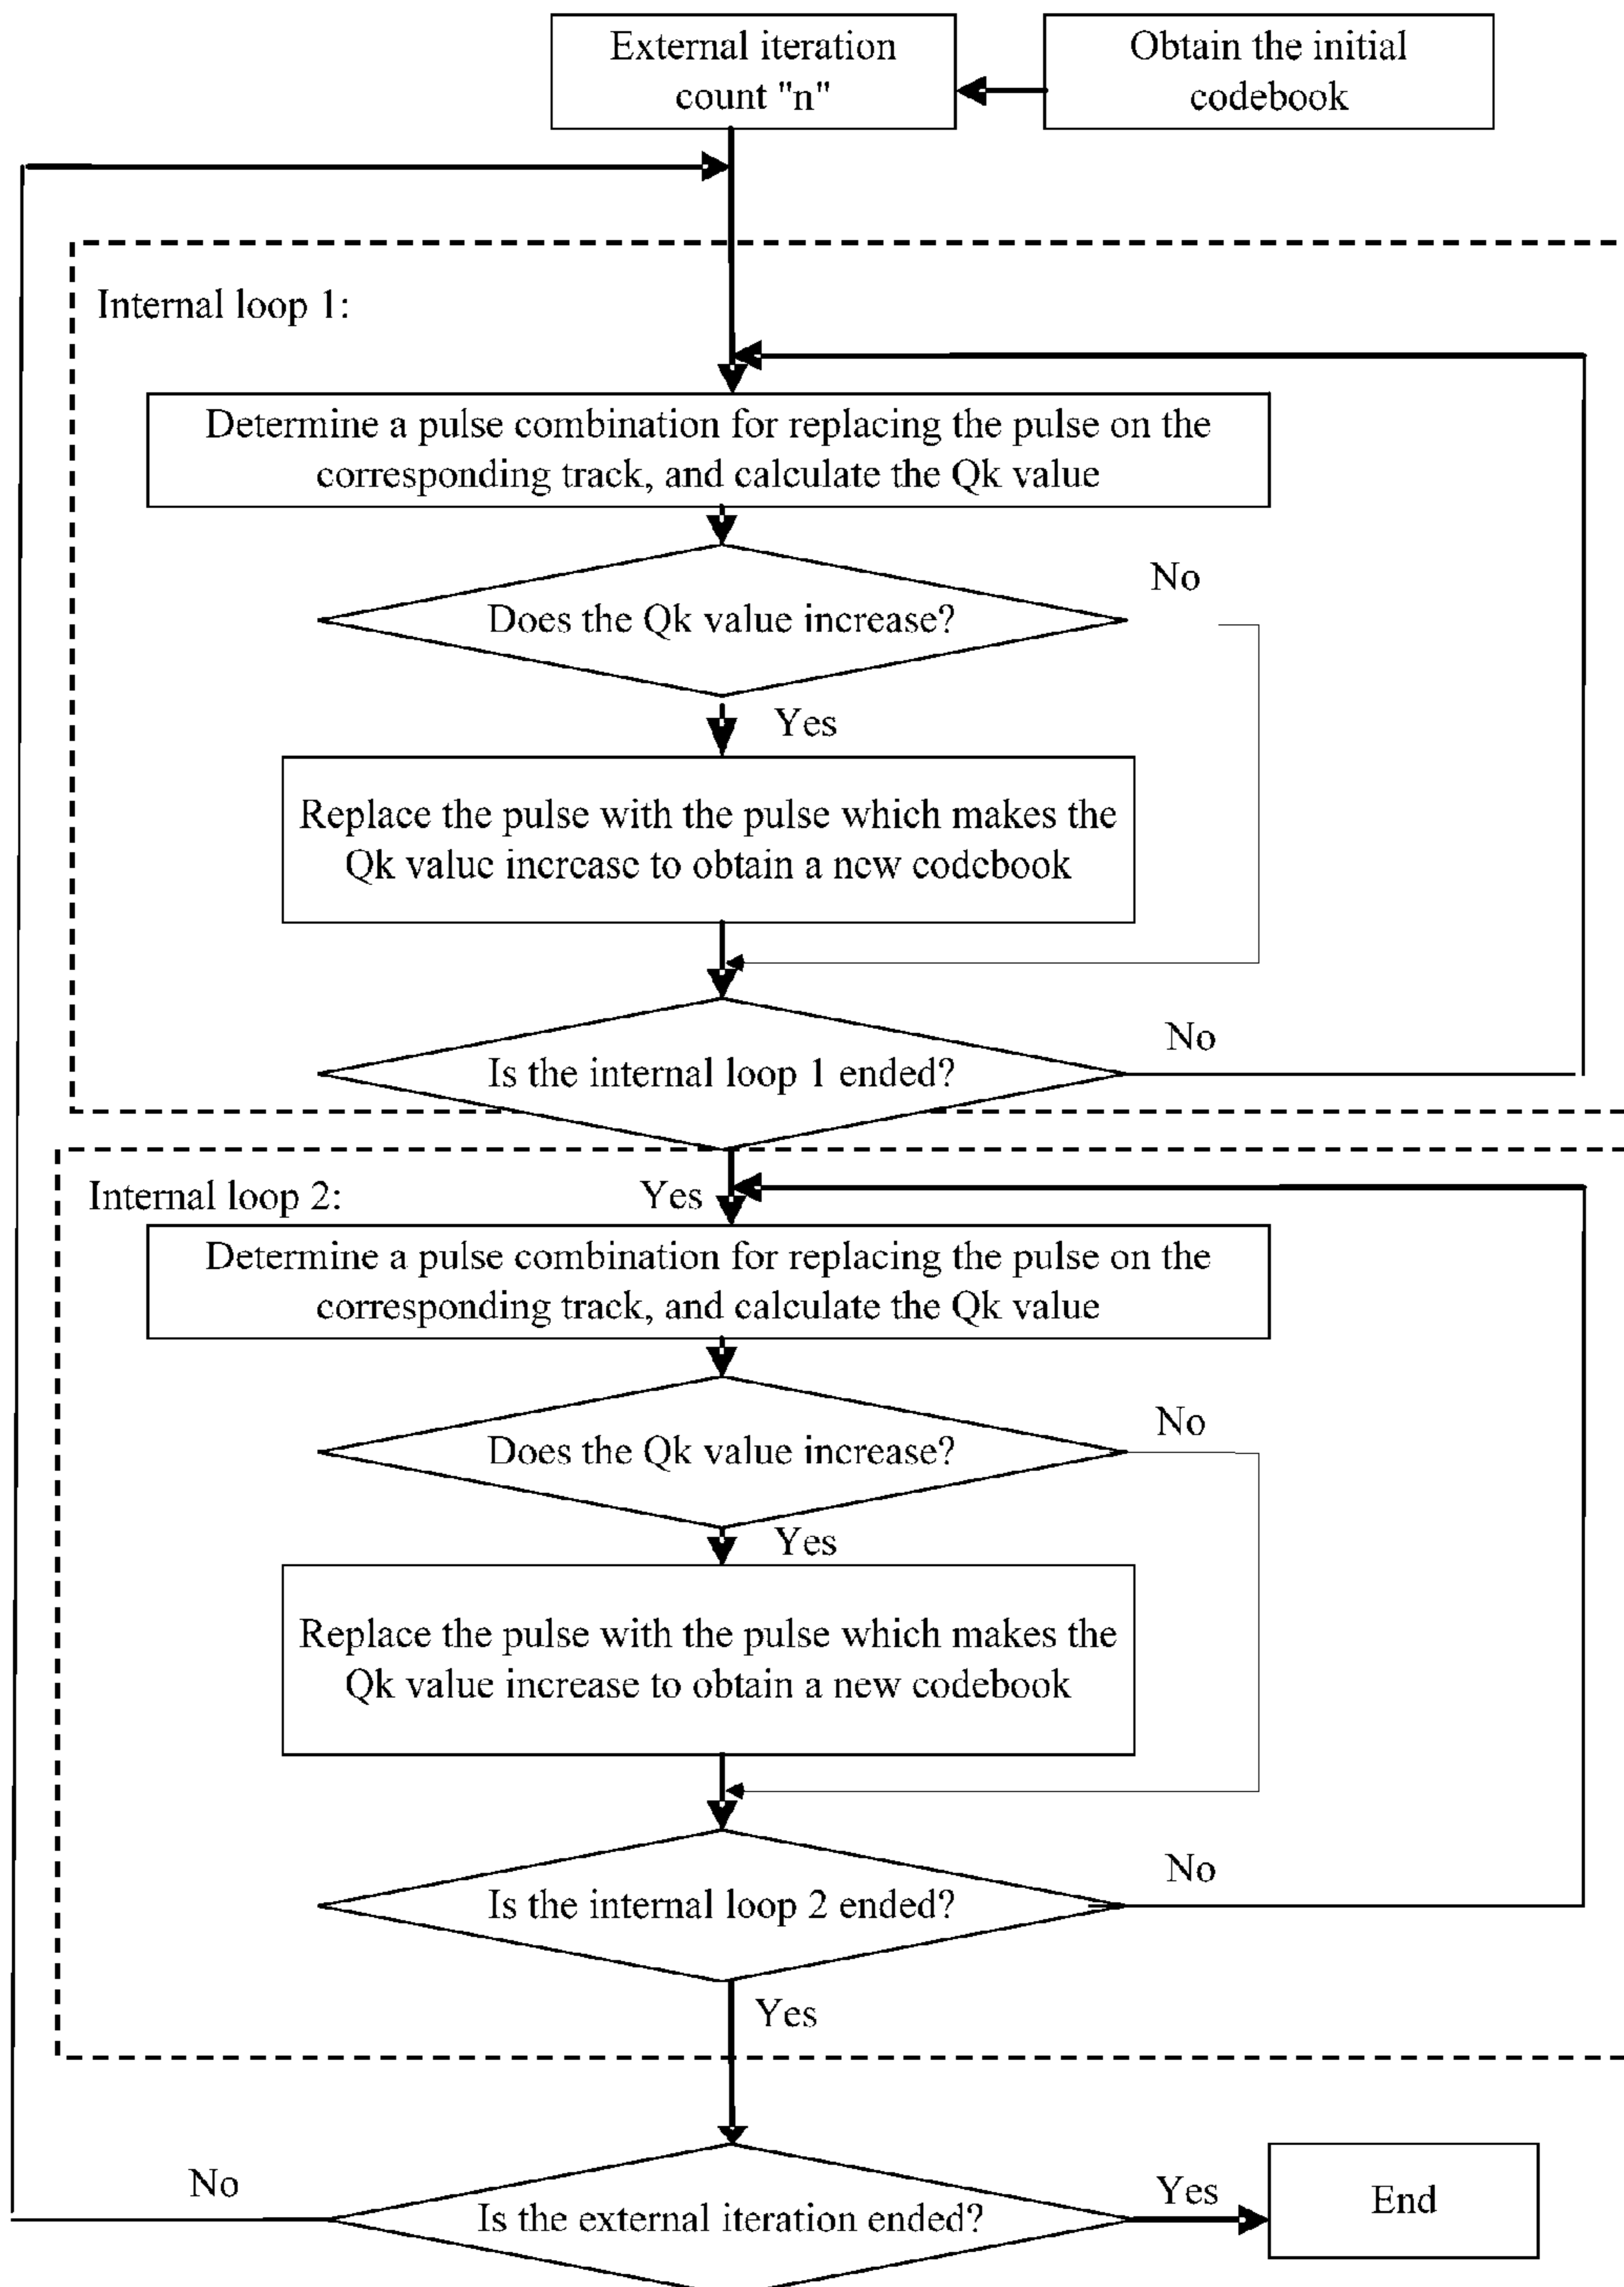 External iteration
count "n"
Obtain the initial
codebook
Internal loop 1:
Determine a pulse combination for replacing the pulse on the
corresponding track, and calculate the Qk value
Does the Qk value increase?
No
Yes
Replace the pulse with the pulse which makes the
Qk value increase to obtain a new codebook
Is the internal loop 1 ended?
No
Internal loop 2:
Yes
Determine a pulse combination for replacing the pulse on the
corresponding track, and calculate the Qk value
Does the Qk value increase?
No
Yes
Replace the pulse with the pulse which makes the
Qk value increase to obtain a new codebook
Is the internal loop 2 ended?
No
Yes
No
Is the external iteration ended?
Yes
End